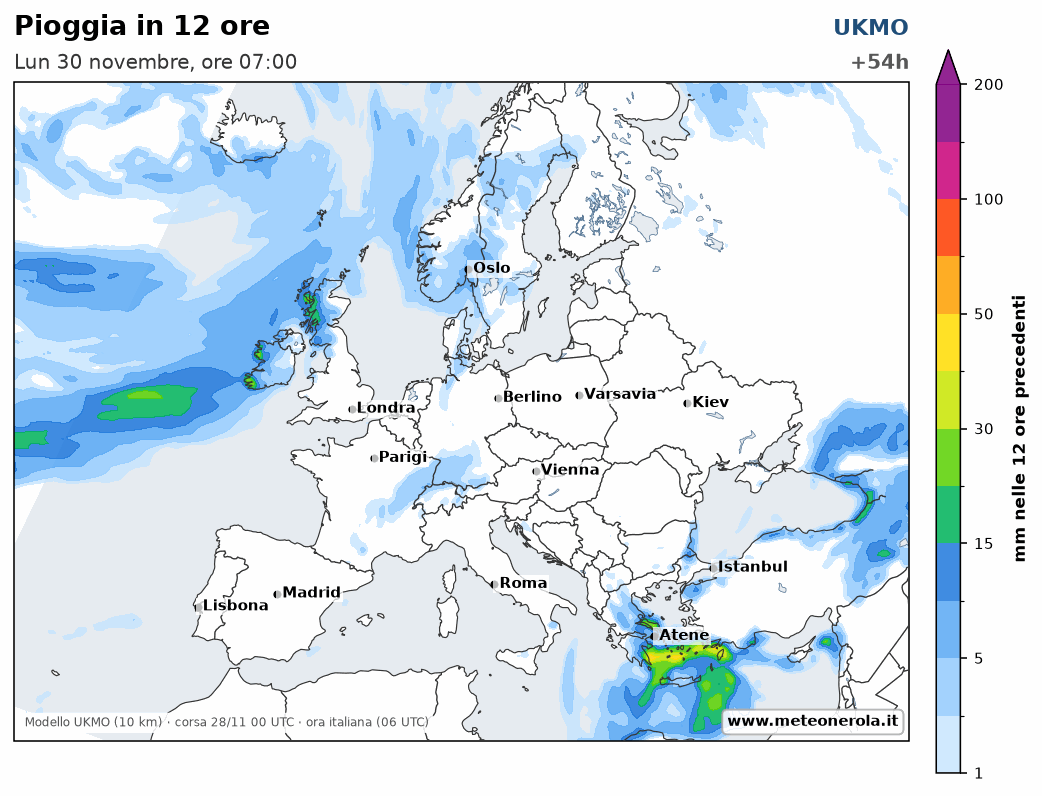 Pioggia in 12 ore
UKMO
Lun 30 novembre, ore 07:00
+54h
200
100
50
30
15
5
1
mm nelle 12 ore precedenti
Oslo
Berlino
Varsavia
Kiev
Londra
Parigi
Vienna
Istanbul
Roma
Madrid
Lisbona
Atene
Modello UKMO (10 km) · corsa 28/11 00 UTC · ora italiana (06 UTC)
www.meteonerola.it